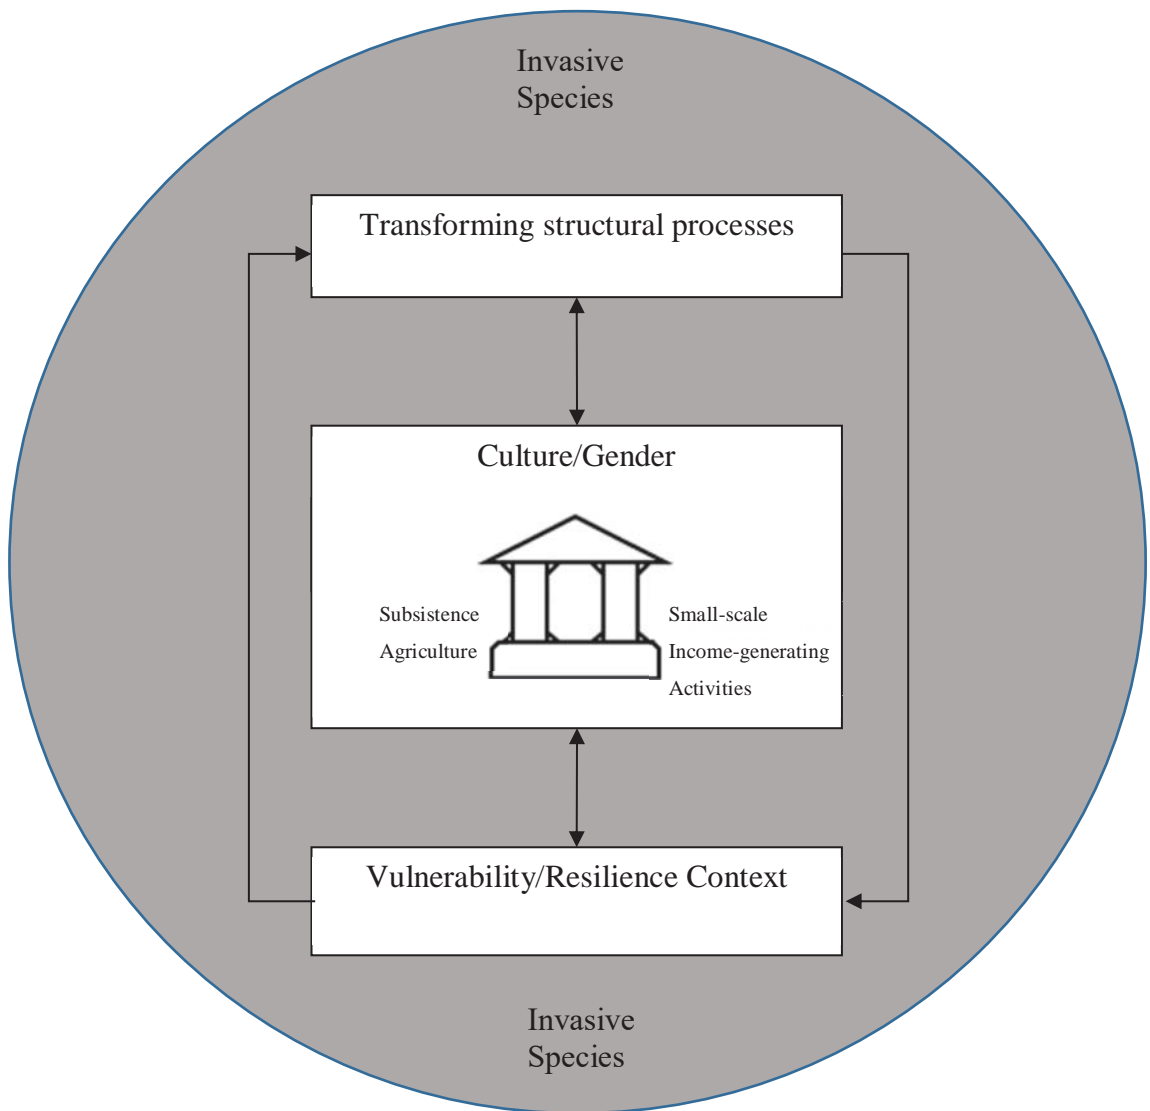 Invasive
Species
Transforming structural processes
Culture/Gender
Subsistence
Agriculture
Small-scale
Income-generating
Activities
Vulnerability/Resilience Context
Invasive
Species